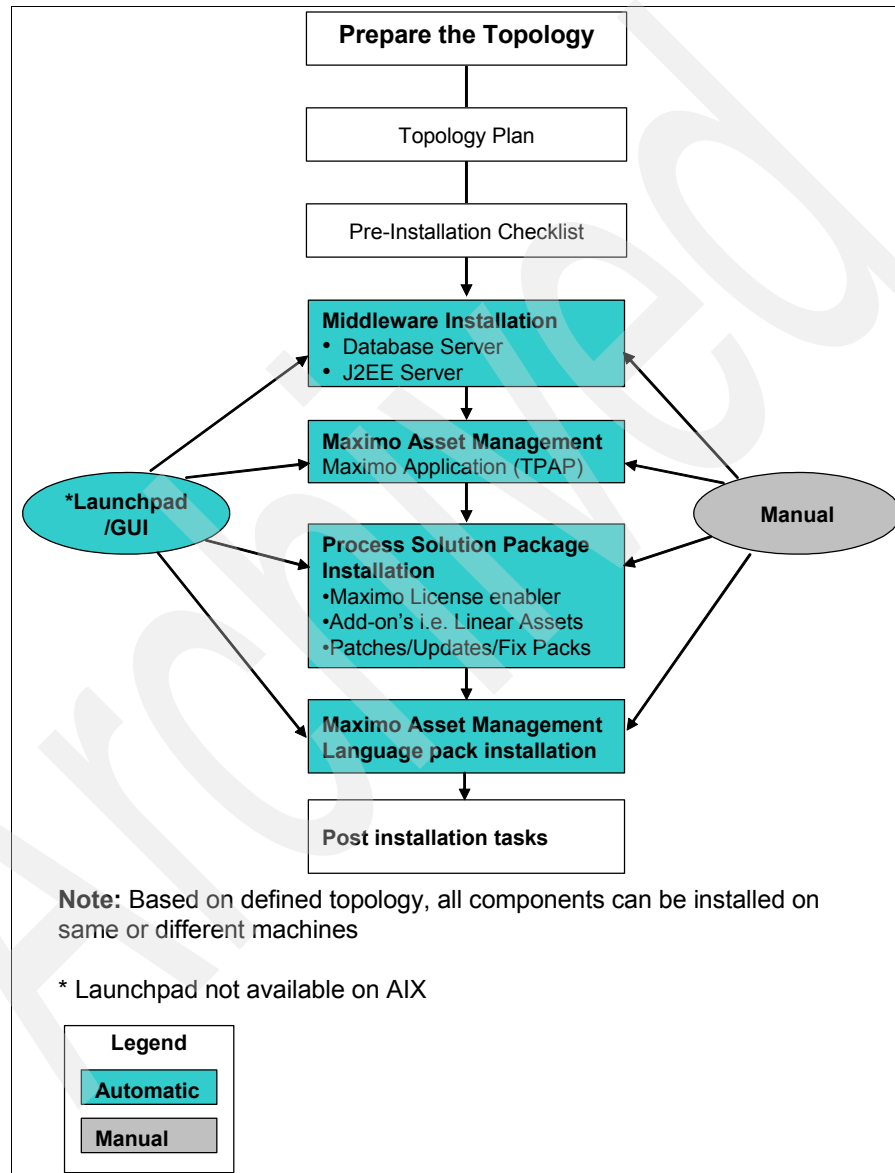 Prepare the Topology
Topology Plan
Pre-Installation Checklist
Middleware Installation
• Database Server
• J2EE Server
Maximo Asset Management
Maximo Application (TPAP)
*Launchpad
/GUI
Manual
Process Solution Package
Installation
•Maximo License enabler
•Add-on's i.e. Linear Assets
•Patches/Updates/Fix Packs
Maximo Asset Management
Language pack installation
Post installation tasks
Note: Based on defined topology, all components can be installed on
same or different machines
* Launchpad not available on AIX
Legend
Automatic
Manual
Archived